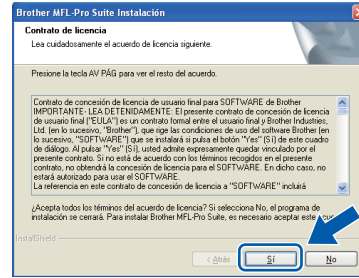 Brother MFL-Pro Suite Instalación
Contrato de licencia
Lea cuidadosamente el acuerdo de licencia siguiente.
Presione la tecla AV PÁG para ver el resto del acuerdo.
Contrato de concesión de licencia de usuario final para SOFTWARE de Brother
IMPORTANTE- LEA DETENIDAMENTE: El presente contrato de concesión de licencia
de usuario final ("EULA") es un contrato formal entre el usuario final y Brother Industries,
Ltd. (en lo sucesivo, "Brother"), que rige las condiciones de uso del software Brother (en
lo sucesivo, "SOFTWARE") que se instalará si pulsa el botón "Yes" (Sí) de este cuadro
de diálogo. Al pulsar "Yes" (Sí), usted admite expresamente quedar vinculado por el
presente contrato. Si no está de acuerdo con los términos recogidos en el presente
contrato, no obtendrá la concesión de licencia para el SOFTWARE. En dicho caso, no
estará autorizado para usar el SOFTWARE.
La referencia en este contrato de concesión de licencia a "SOFTWARE" incluirá
¿Acepta todos los términos del acuerdo de licencia? Si selecciona No, el programa de
instalación se cerrará. Para instalar Brother MFL-Pro Suite, es necesario aceptar este
InstallShield
< Atrás
Sí
No